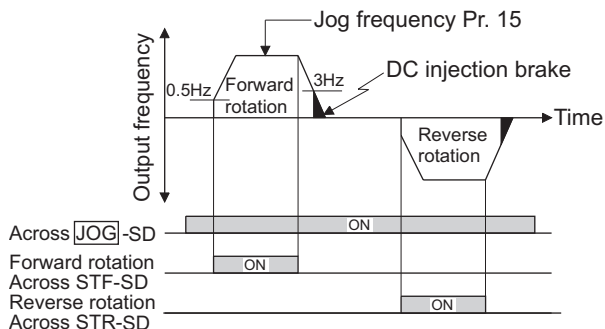 Jog frequency Pr. 15
Output frequency
0.5Hz
Forward
rotation
3Hz
DC injection brake
Time
Reverse
rotation
Across JOG -SD
ON
Forward rotation
Across STF-SD
ON
Reverse rotation
Across STR-SD
ON